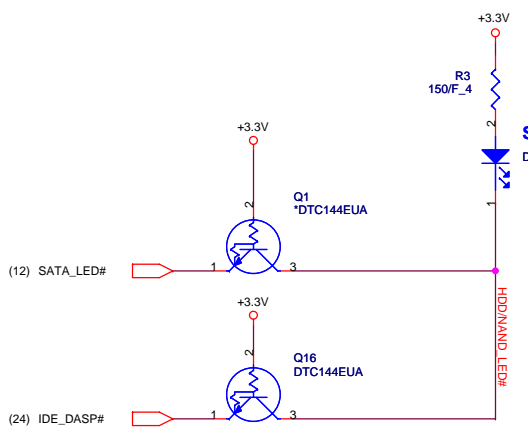 +3.3V
R3
150/F_4
2
S
D
1
+3.3V
2
Q1
*DTC144EUA
(12) SATA_LED#
1
3
HDD/NAND_LED#
+3.3V
2
Q16
DTC144EUA
(24) IDE_DASP#
1
3